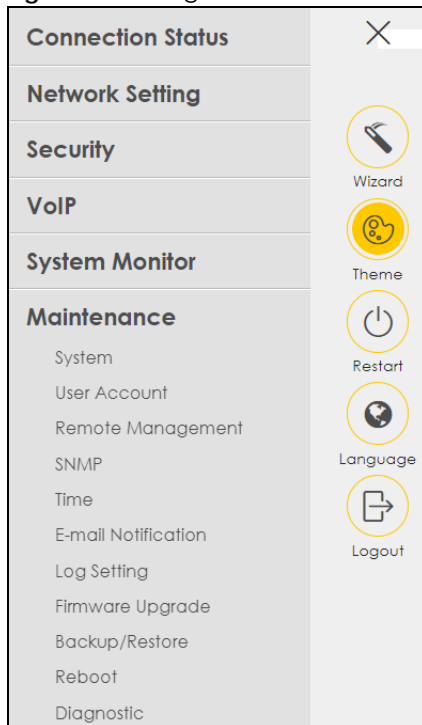 Connection Status
Network Setting
Security
VoIP
System Monitor
Maintenance
System
User Account
Remote Management
SNMP
Time
E-mail Notification
Log Setting
Firmware Upgrade
Backup/Restore
Reboot
Diagnostic
Wizard
Theme
Restart
Language
Logout